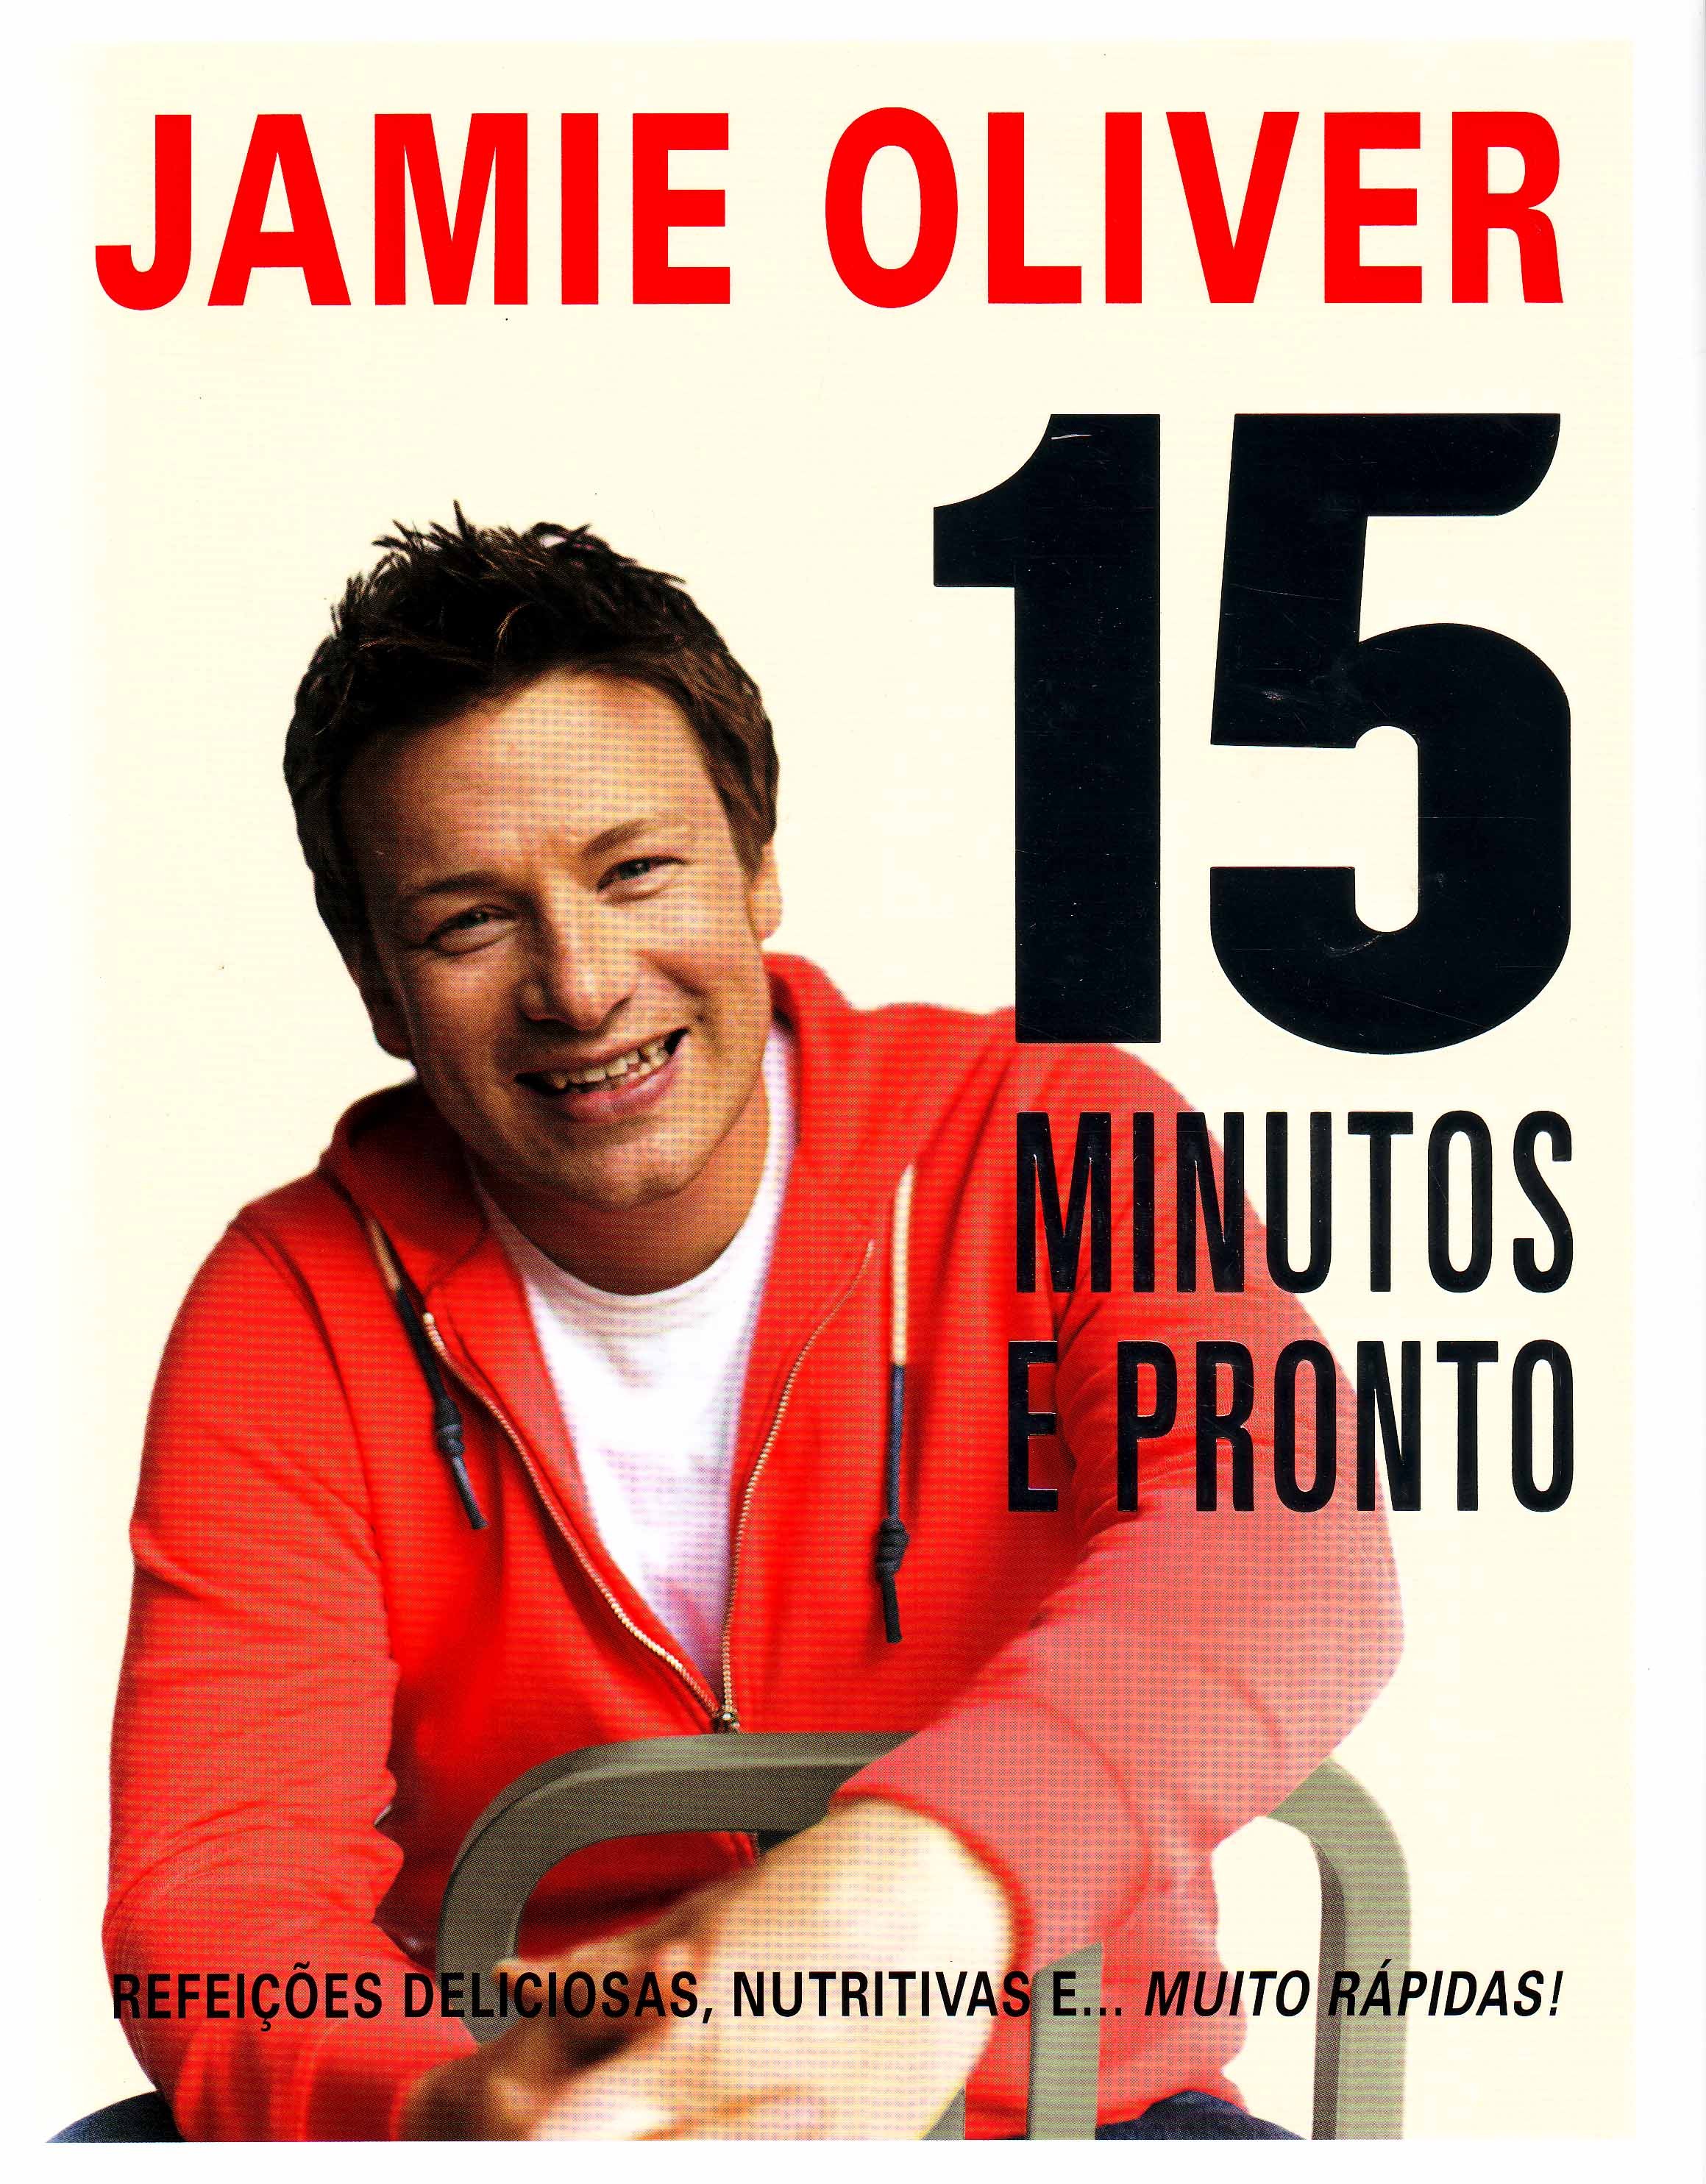 JAMIE OLIVER
15
MINUTOS
E PRONTO
REFEIÇÕES DELICIOSAS, NUTRITIVAS E... MUITO RÁPIDAS!